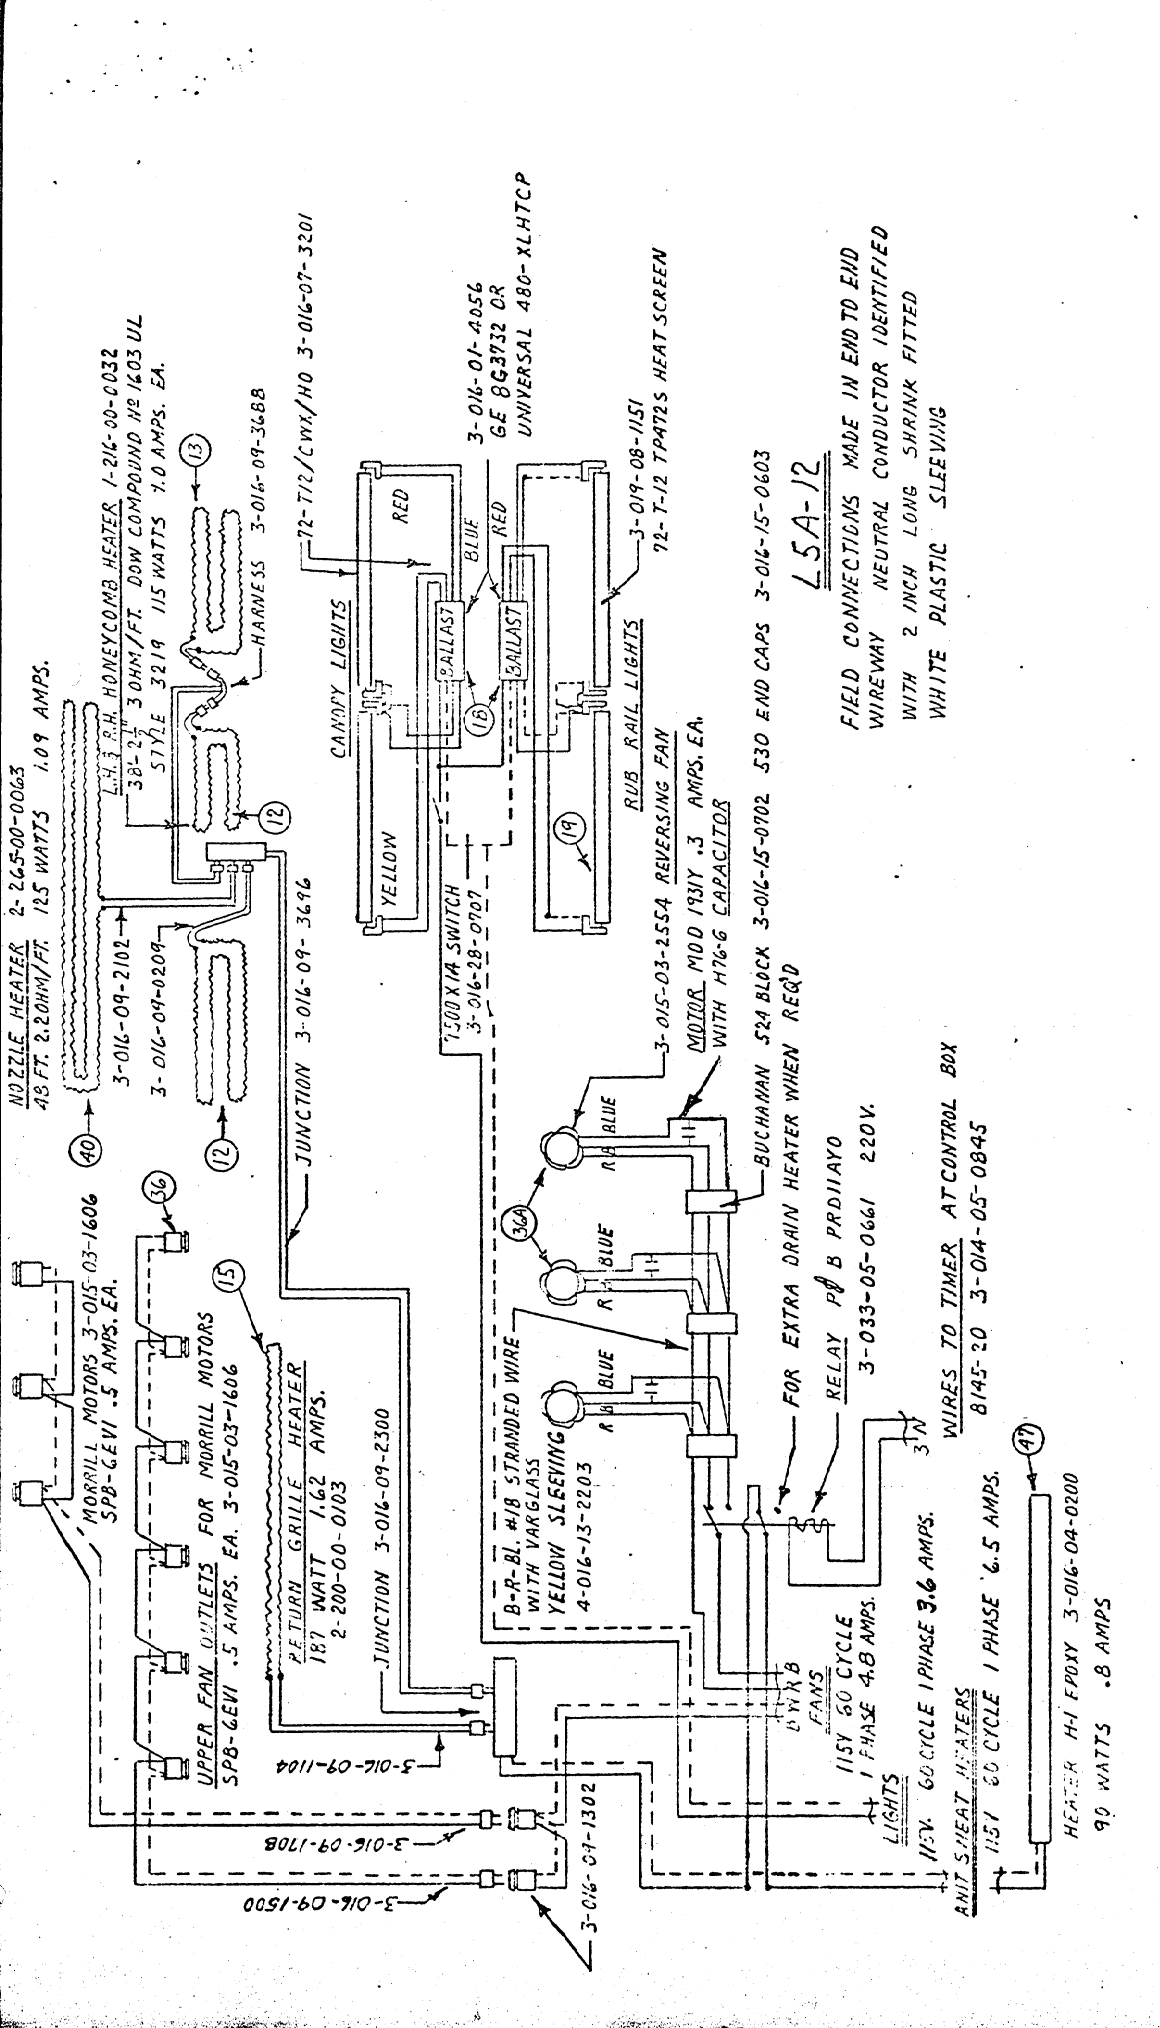 NOZZLE HEATER 2-265-00-0063
48 FT. 2.2 OHM/FT. 125 WATTS 1.09 AMPS.
40
3-016-09-2102
3-016-09-0209
12
L.H. & R.H. HONEYCOMB HEATER 1-216-00-0032
38'-2½" 3 OHM/FT. DOW COMPOUND Nº 1603 UL
STYLE 3219 115 WATTS 1.0 AMPS. EA.
13
12
HARNESS 3-016-09-3688
JUNCTION 3-016-09-3696
MORRILL MOTORS 3-015-03-1606
SPB-6EV1 .5 AMPS. EA.
36
UPPER FAN OUTLETS FOR MORRILL MOTORS
SPB-6EV1 .5 AMPS. EA. 3-015-03-1606
15
RETURN GRILLE HEATER
187 WATT 1.62 AMPS.
2-200-00-0103
JUNCTION 3-016-09-2300
3-016-09-1104
3-016-09-1708
3-016-09-1500
3-016-09-1302
CANOPY LIGHTS
72-T12/CWX/HO 3-016-07-3201
YELLOW
RED
BALLAST
BLUE
BALLAST
RED
18
3-016-01-4056
GE 8G3732 OR
UNIVERSAL 480-XLHTCP
1500 X 1A SWITCH
3-016-28-0707
19
RUB RAIL LIGHTS
3-019-08-1151
72-T-12 TPA72S HEAT SCREEN
B-R-BL. #18 STRANDED WIRE
WITH VARGLASS
YELLOW SLEEVING
4-016-13-2203
36A
R B BLUE
R B BLUE
R B BLUE
3-015-03-2554 REVERSING FAN
MOTOR MOD 1931Y .3 AMPS. EA.
WITH H76-G CAPACITOR
BUCHANAN 524 BLOCK 3-016-15-0702 530 END CAPS 3-016-15-0603
FOR EXTRA DRAIN HEATER WHEN REQ'D
RELAY P & B PRD11AYO
3-033-05-0661 220V.
3 N
WIRES TO TIMER AT CONTROL BOX
8145-20 3-014-05-0845
W R B
FANS
115V 60 CYCLE
1 PHASE 4.8 AMPS.
LIGHTS
115V. 60 CYCLE 1 PHASE 3.6 AMPS.
ANTI SWEAT HEATERS
115V 60 CYCLE 1 PHASE 6.5 AMPS.
47
HEATER H-1 EPOXY 3-016-04-0200
90 WATTS .8 AMPS
L5A-12
FIELD CONNECTIONS MADE IN END TO END
WIREWAY NEUTRAL CONDUCTOR IDENTIFIED
WITH 2 INCH LONG SHRINK FITTED
WHITE PLASTIC SLEEVING